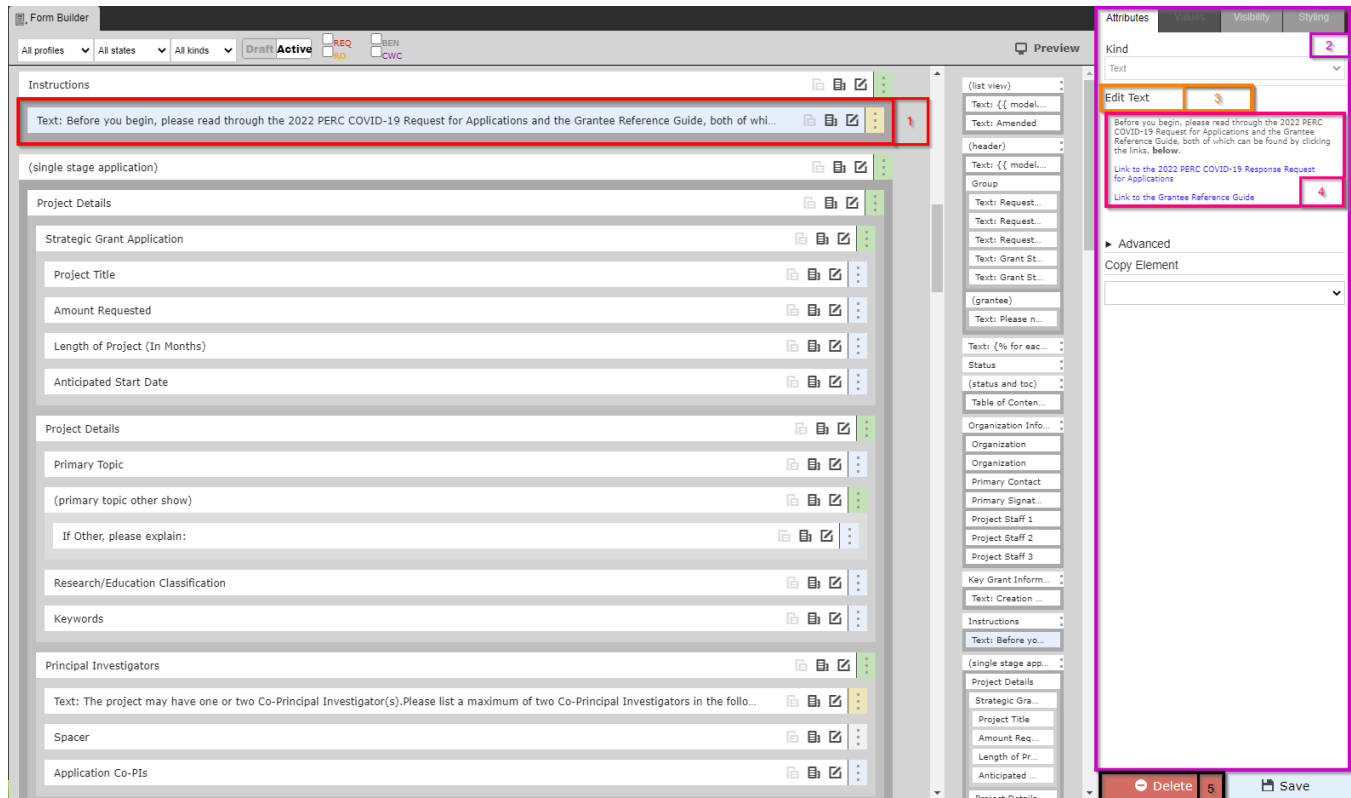 Form Builder
All profiles All states All kinds Draft Active REQ RO BEN CWC Preview
Instructions
Text: Before you begin, please read through the 2022 PERC COVID-19 Request for Applications and the Grantee Reference Guide, both of whi...
1
(single stage application)
Project Details
Strategic Grant Application
Project Title
Amount Requested
Length of Project (In Months)
Anticipated Start Date
Project Details
Primary Topic
(primary topic other show)
If Other, please explain:
Research/Education Classification
Keywords
Principal Investigators
Text: The project may have one or two Co-Principal Investigator(s).Please list a maximum of two Co-Principal Investigators in the follo...
Spacer
Application Co-PIs
(list view)
Text: {{ model....
Text: Amended
(header)
Text: {{ model....
Group
Text: Request...
Text: Request...
Text: Request...
Text: Grant St...
Text: Grant St...
(grantee)
Text: Please n...
Text: {% for eac...
Status
(status and toc)
Table of Conten...
Organization Info...
Organization
Organization
Primary Contact
Primary Signat...
Project Staff 1
Project Staff 2
Project Staff 3
Key Grant Inform...
Text: Creation ...
Instructions
Text: Before yo...
(single stage app...
Project Details
Strategic Gra...
Project Title
Amount Req...
Length of Pr...
Anticipated ...
Project Details
Attributes Values Visibility Styling
Kind 2
Text
Edit Text 3
Before you begin, please read through the 2022 PERC
COVID-19 Request for Applications and the Grantee
Reference Guide, both of which can be found by clicking
the links, below.
Link to the 2022 PERC COVID-19 Response Request
for Applications
Link to the Grantee Reference Guide
4
Advanced
Copy Element
Delete 5 Save